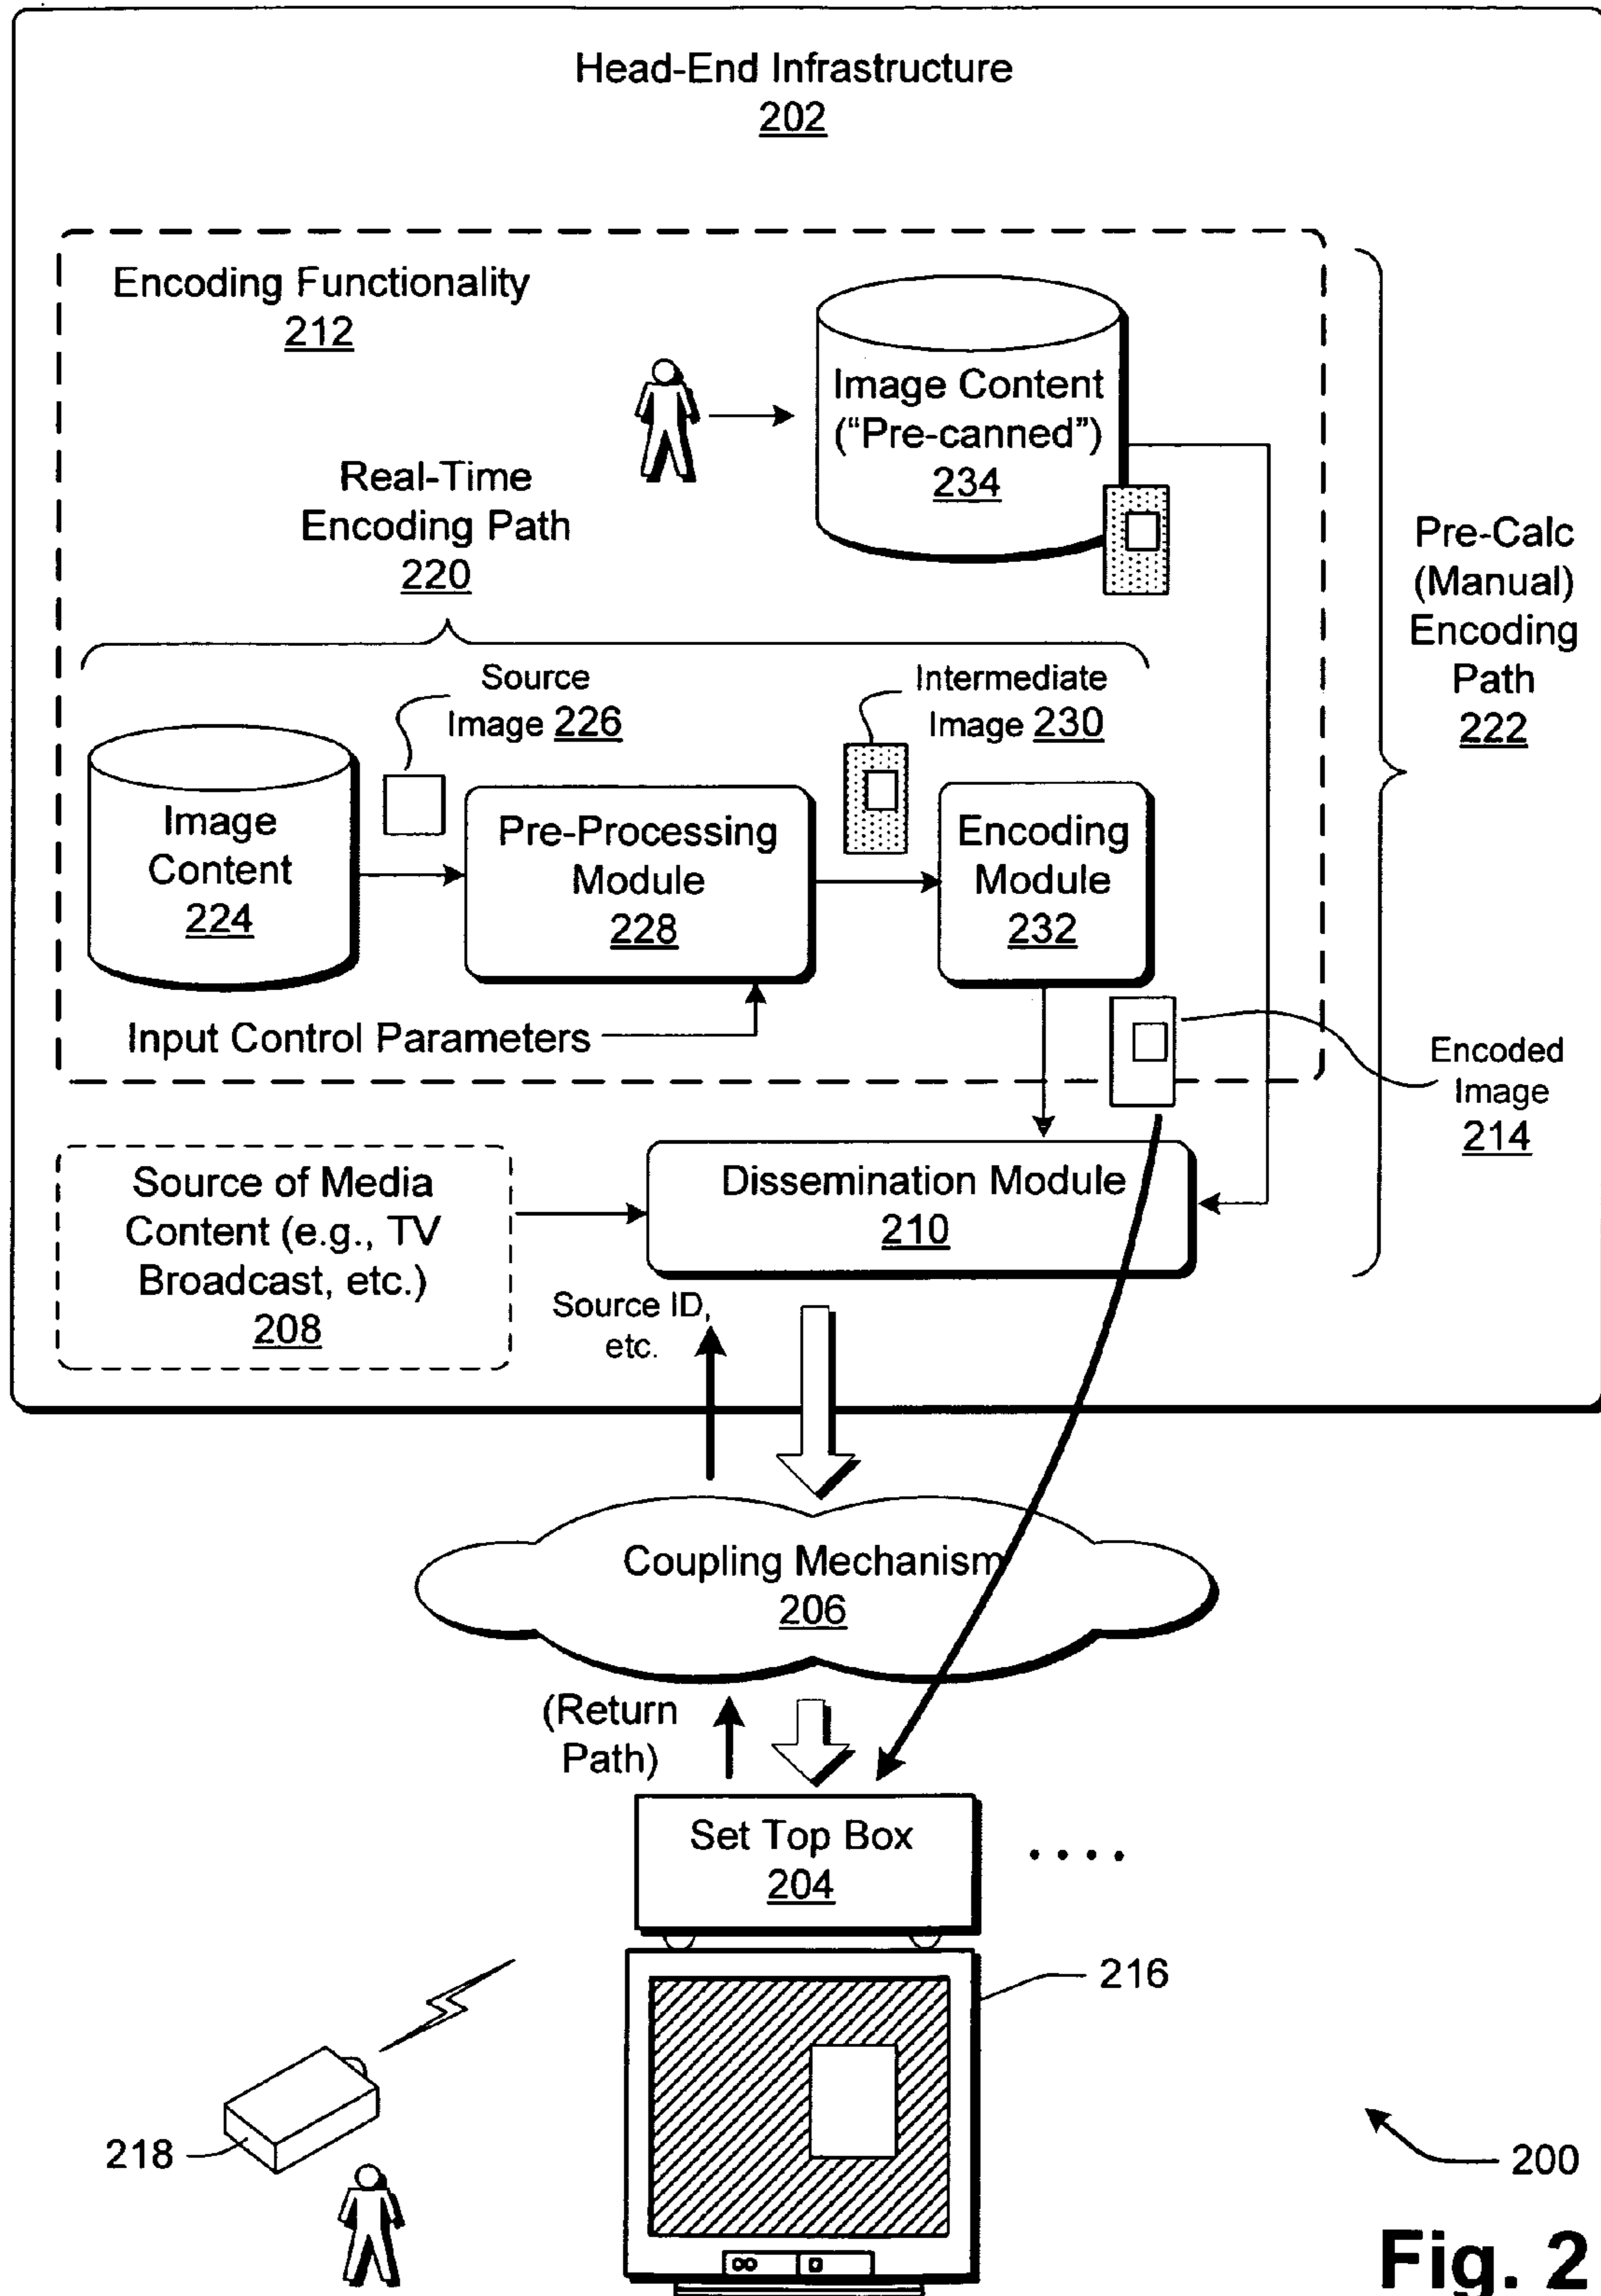 Head-End Infrastructure
202
Encoding Functionality
212
Image Content
(“Pre-canned”)
234
Real-Time
Encoding Path
220
Pre-Calc
(Manual)
Encoding
Path
222
Source
Image 226
Intermediate
Image 230
Image
Content
224
Pre-Processing
Module
228
Encoding
Module
232
Input Control Parameters
Encoded
Image
214
Source of Media
Content (e.g., TV
Broadcast, etc.)
208
Dissemination Module
210
Source ID,
etc.
Coupling Mechanism
206
(Return
Path)
Set Top Box
204
216
218
200
Fig. 2